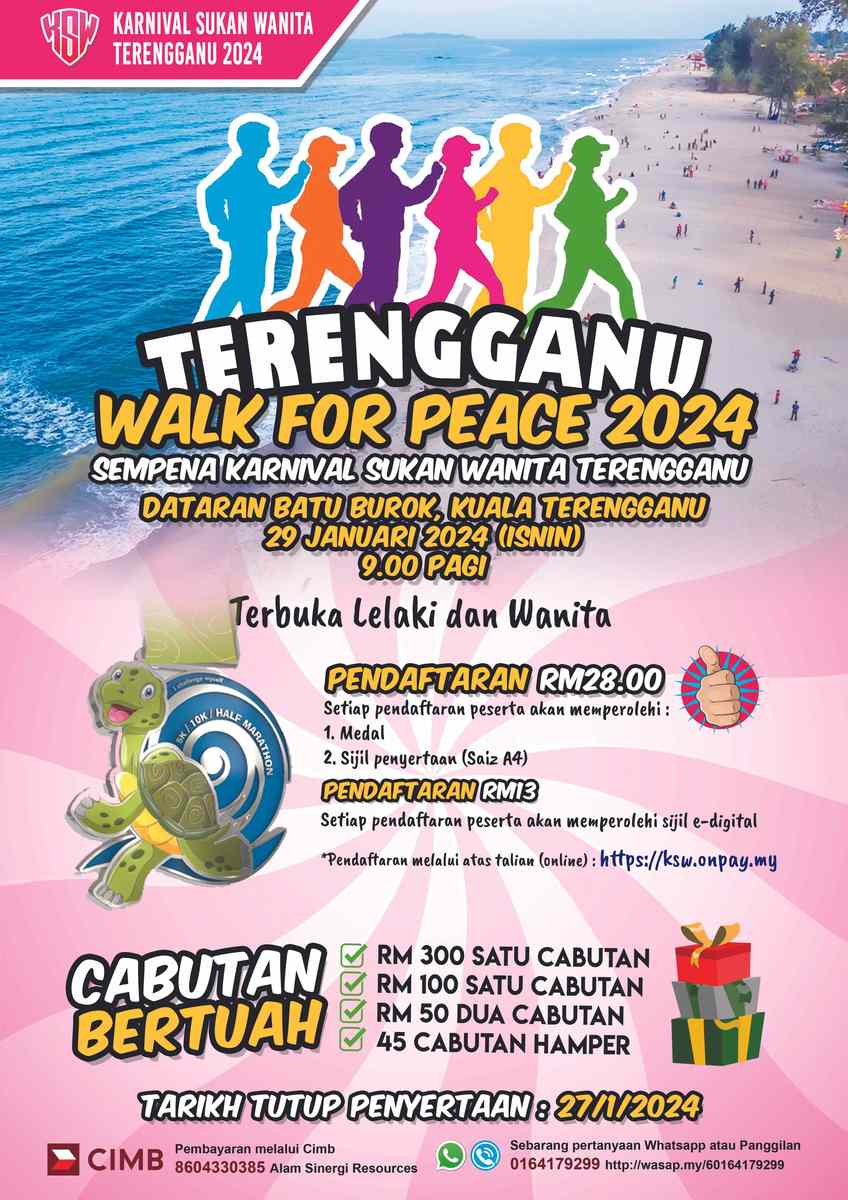 KSW
KARNIVAL SUKAN WANITA
TERENGGANU 2024
TERENGGANU
WALK FOR PEACE 2024
SEMPENA KARNIVAL SUKAN WANITA TERENGGANU
DATARAN BATU BUROK, KUALA TERENGGANU
29 JANUARI 2024 (ISNIN)
9.00 PAGI
Terbuka Lelaki dan Wanita
PENDAFTARAN RM28.00
Setiap pendaftaran peserta akan memperolehi :
1. Medal
2. Sijil penyertaan (Saiz A4)
PENDAFTARAN RM13
Setiap pendaftaran peserta akan memperolehi sijil e-digital
*Pendaftaran melalui atas talian (online) : https://ksw.onpay.my
I challenge myself
5K / 10K / HALF MARATHON
CABUTAN
BERTUAH
RM 300 SATU CABUTAN
RM 100 SATU CABUTAN
RM 50 DUA CABUTAN
45 CABUTAN HAMPER
TARIKH TUTUP PENYERTAAN : 27/1/2024
CIMB
Pembayaran melalui Cimb
8604330385 Alam Sinergi Resources
Sebarang pertanyaan Whatsapp atau Panggilan
0164179299 http://wasap.my/60164179299